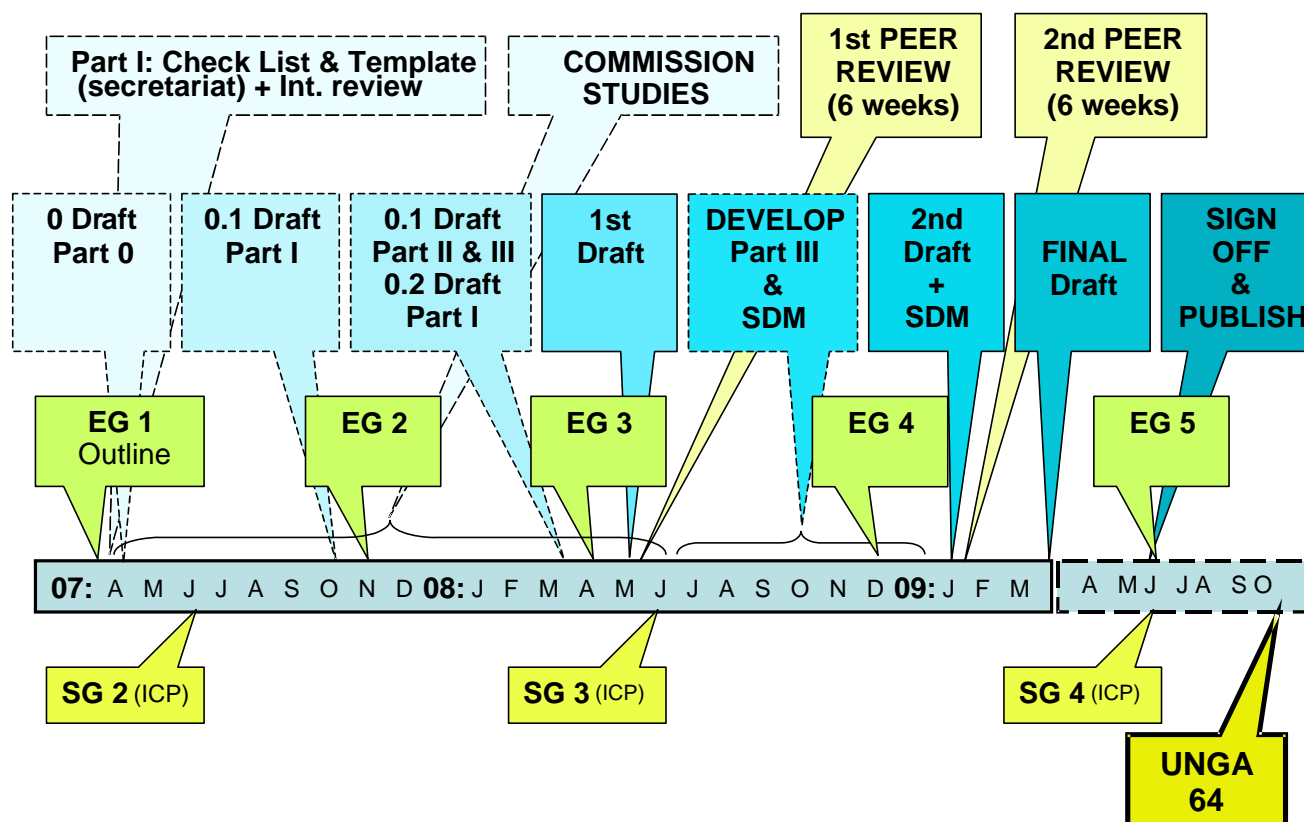 Part I: Check List & Template
(secretariat) + Int. review
COMMISSION
STUDIES
1st PEER
REVIEW
(6 weeks)
2nd PEER
REVIEW
(6 weeks)
0 Draft
Part 0
0.1 Draft
Part I
0.1 Draft
Part II & III
0.2 Draft
Part I
1st
Draft
DEVELOP
Part III
&
SDM
2nd
Draft
+
SDM
FINAL
Draft
SIGN
OFF
&
PUBLISH
EG 1
Outline
EG 2
EG 3
EG 4
EG 5
07: A M J J A S O N D 08: J F M A M J J A S O N D 09: J F M A M J J A S O
SG 2 (ICP)
SG 3 (ICP)
SG 4 (ICP)
UNGA
64